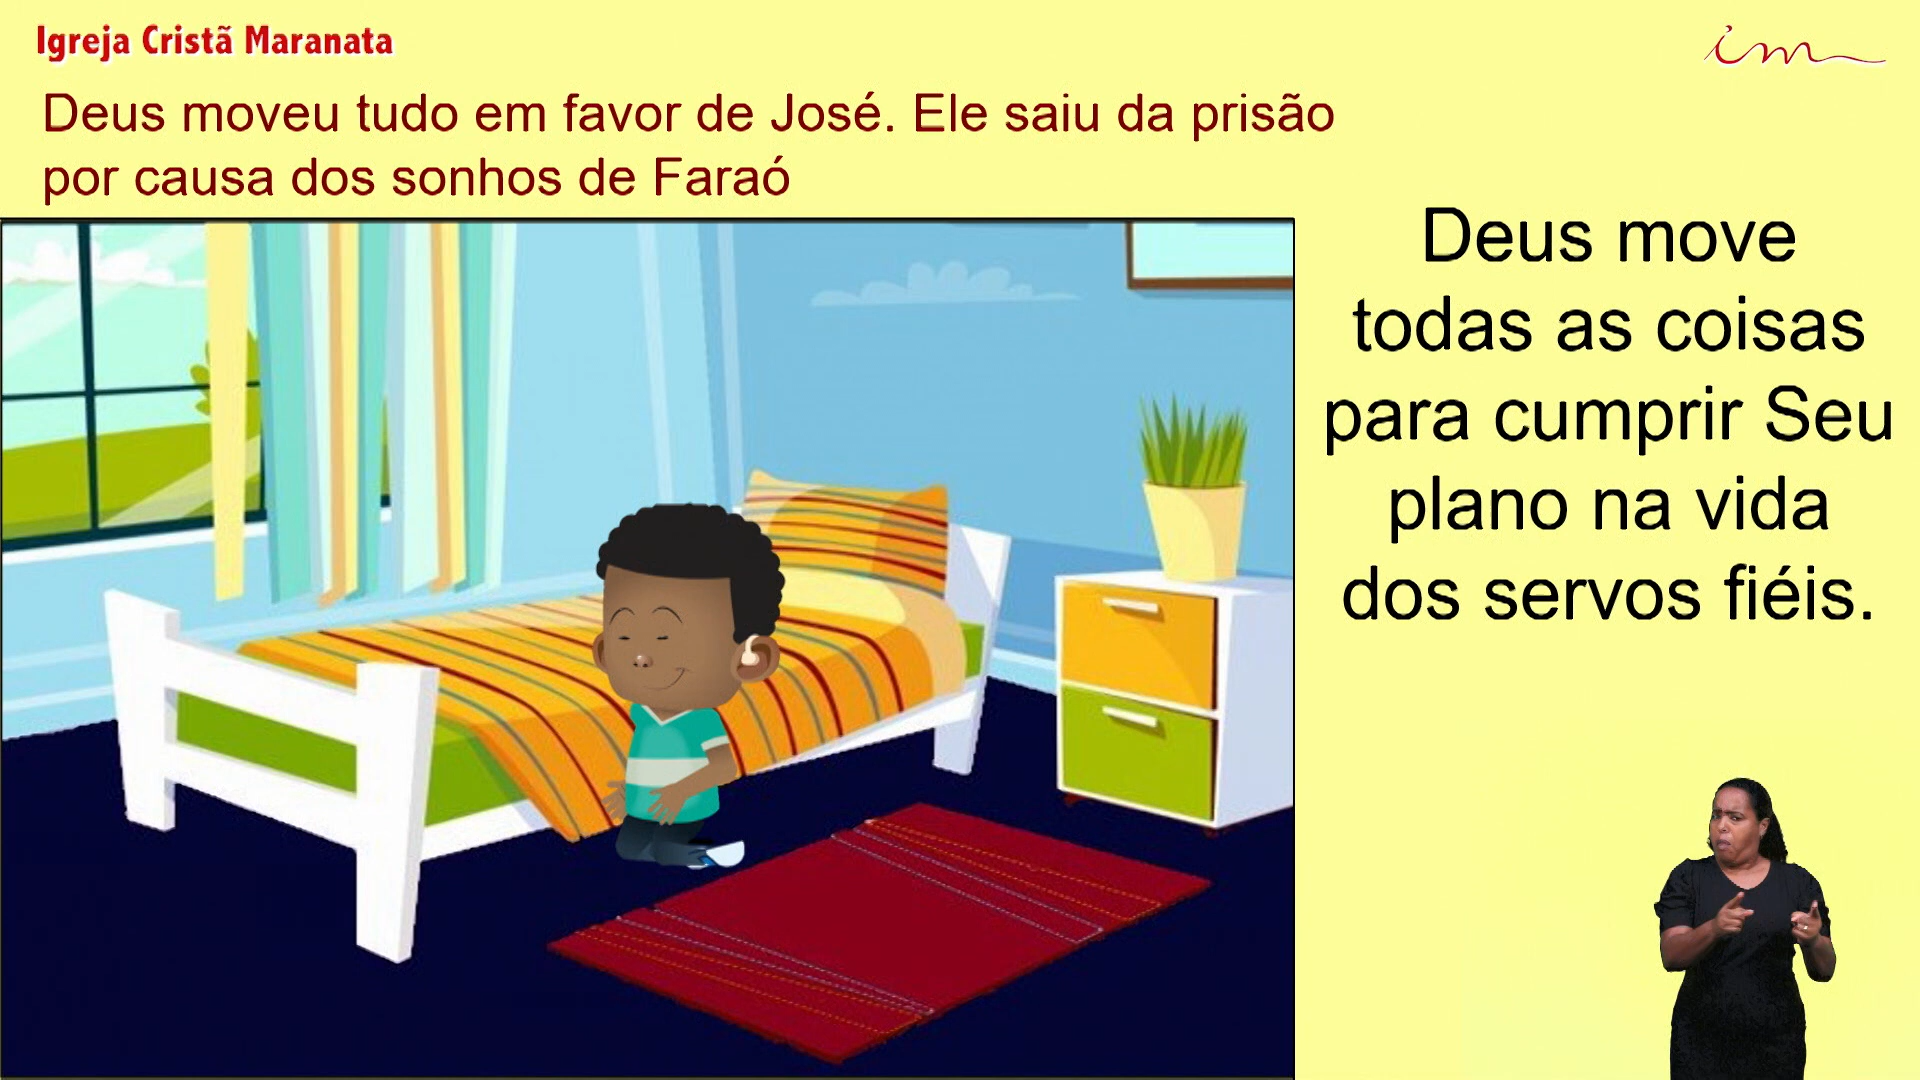 Igreja Cristã Maranata
im
Deus moveu tudo em favor de José. Ele saiu da prisão
por causa dos sonhos de Faraó
Deus move
todas as coisas
para cumprir Seu
plano na vida
dos servos fiéis.